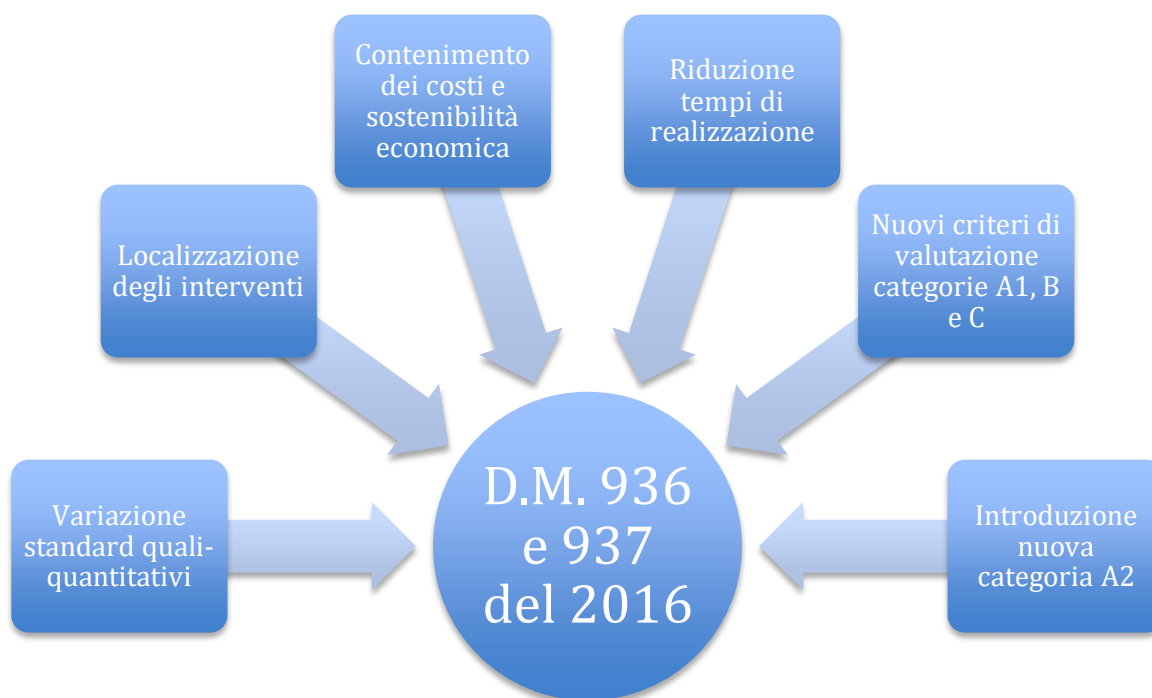 Contenimento
dei costi e
sostenibilità
economica
Riduzione
tempi di
realizzazione
Localizzazione
degli interventi
Nuovi criteri di
valutazione
categorie A1, B
e C
Variazione
standard quali-
quantitativi
D.M. 936
e 937
del 2016
Introduzione
nuova
categoria A2